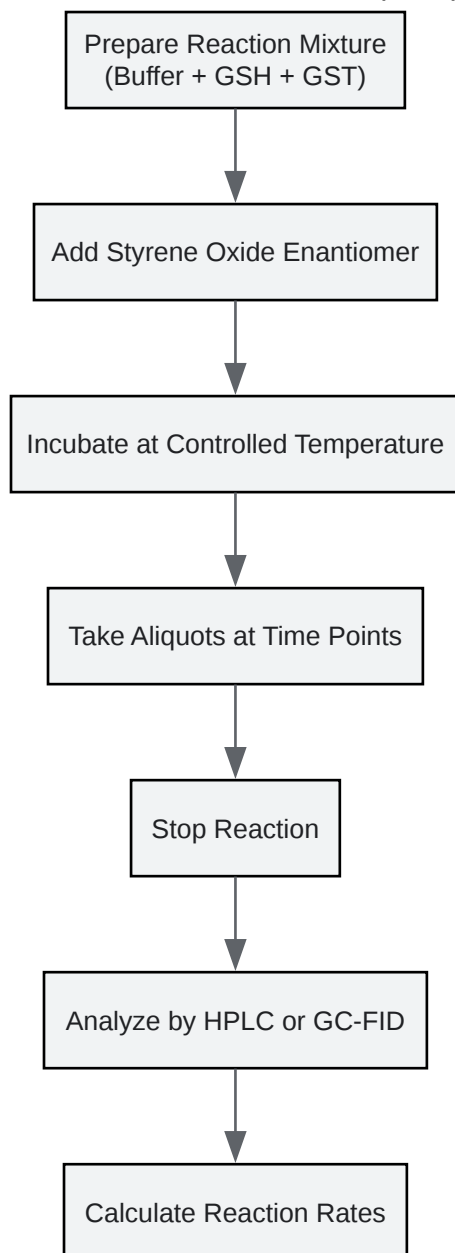 Prepare Reaction Mixture
(Buffer + GSH + GST)
Add Styrene Oxide Enantiomer
Incubate at Controlled Temperature
Take Aliquots at Time Points
Stop Reaction
Analyze by HPLC or GC-FID
Calculate Reaction Rates